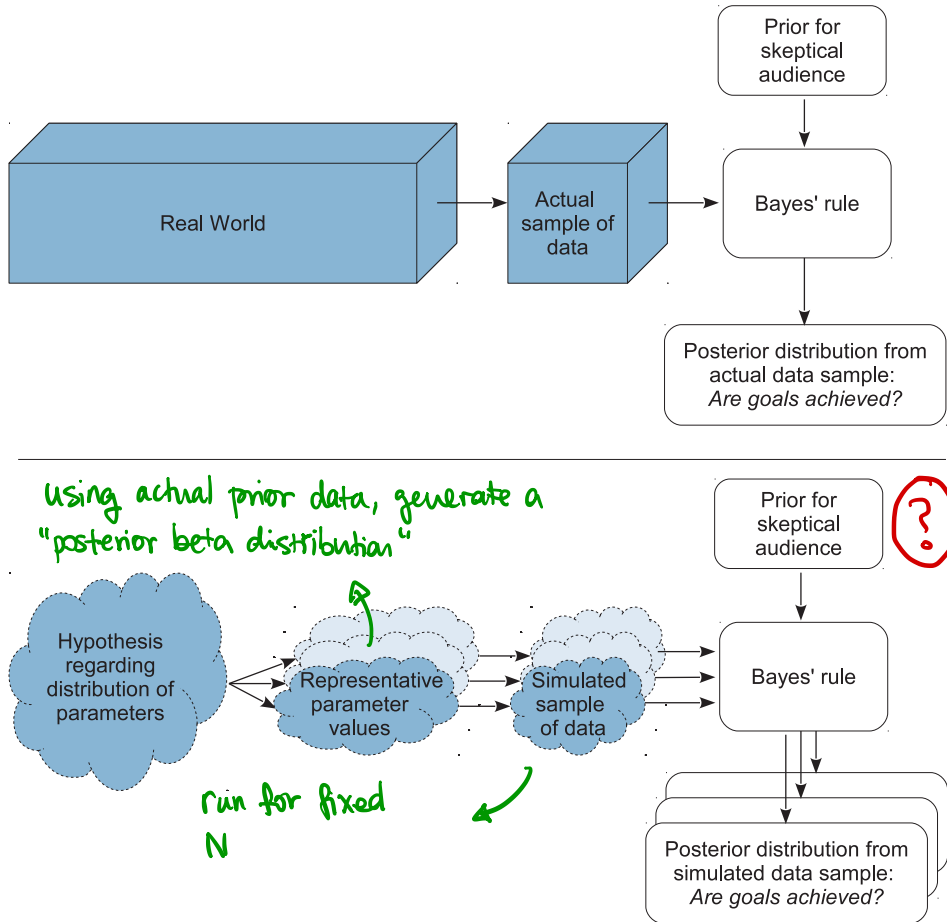 Prior for
skeptical
audience
Real World
Actual
sample of
data
Bayes' rule
Posterior distribution from
actual data sample:
Are goals achieved?
using actual prior data, generate a
"posterior beta distribution"
Prior for
skeptical
audience
?
Hypothesis
regarding
distribution of
parameters
Representative
parameter
values
Simulated
sample
of data
Bayes' rule
run for fixed
N
Posterior distribution from
simulated data sample:
Are goals achieved?